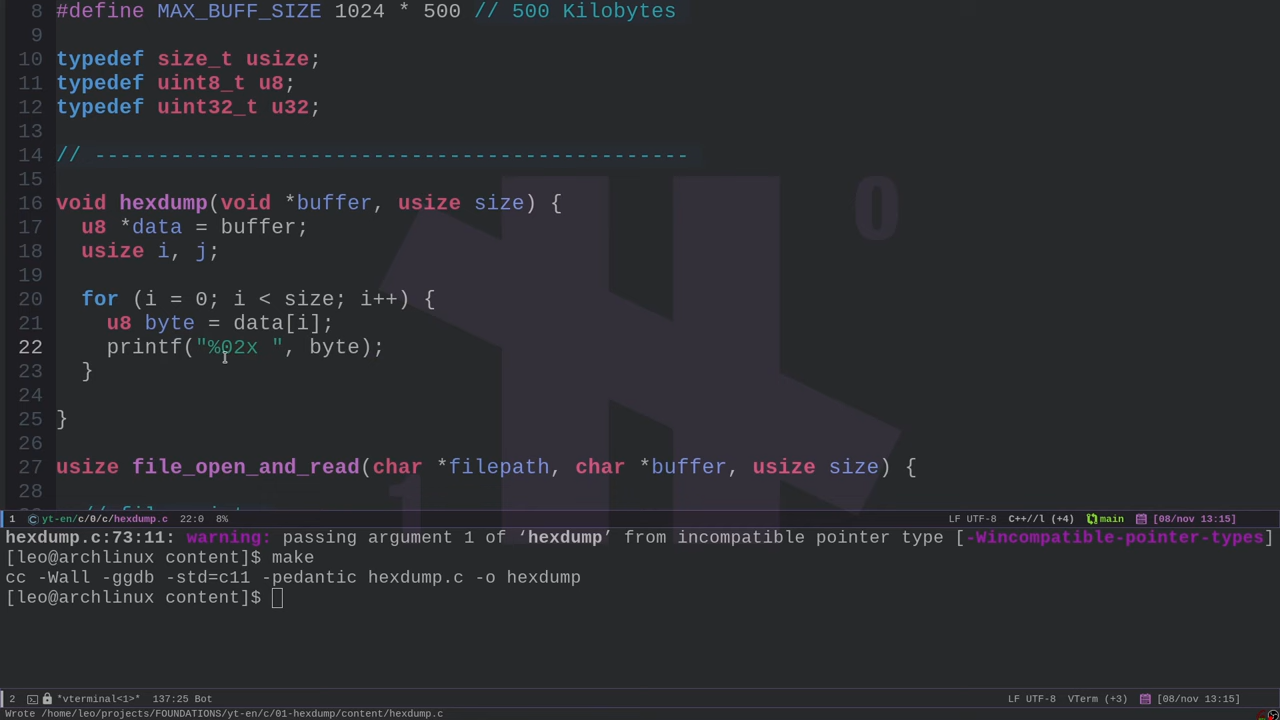 8 #define MAX_BUFF_SIZE 1024 * 500 // 500 Kilobytes
9
10 typedef size_t usize;
11 typedef uint8_t u8;
12 typedef uint32_t u32;
13
14 // -----------------------------------------------
15
16 void hexdump(void *buffer, usize size) {
17   u8 *data = buffer;
18   usize i, j;
19
20   for (i = 0; i < size; i++) {
21     u8 byte = data[i];
22     printf("%02x ", byte);
23   }
24
25 }
26
27 usize file_open_and_read(char *filepath, char *buffer, usize size) {
28
0
1
1 yt-en/c/0/c/hexdump.c 22:0 8% LF UTF-8 C++//l (+4) main [08/nov 13:15]
hexdump.c:73:11: warning: passing argument 1 of ‘hexdump’ from incompatible pointer type [-Wincompatible-pointer-types]
[leo@archlinux content]$ make
cc -Wall -ggdb -std=c11 -pedantic hexdump.c -o hexdump
[leo@archlinux content]$
2 *vterminal<1>* 137:25 Bot LF UTF-8 VTerm (+3) [08/nov 13:15]
Wrote /home/leo/projects/FOUNDATIONS/yt-en/c/01-hexdump/content/hexdump.c